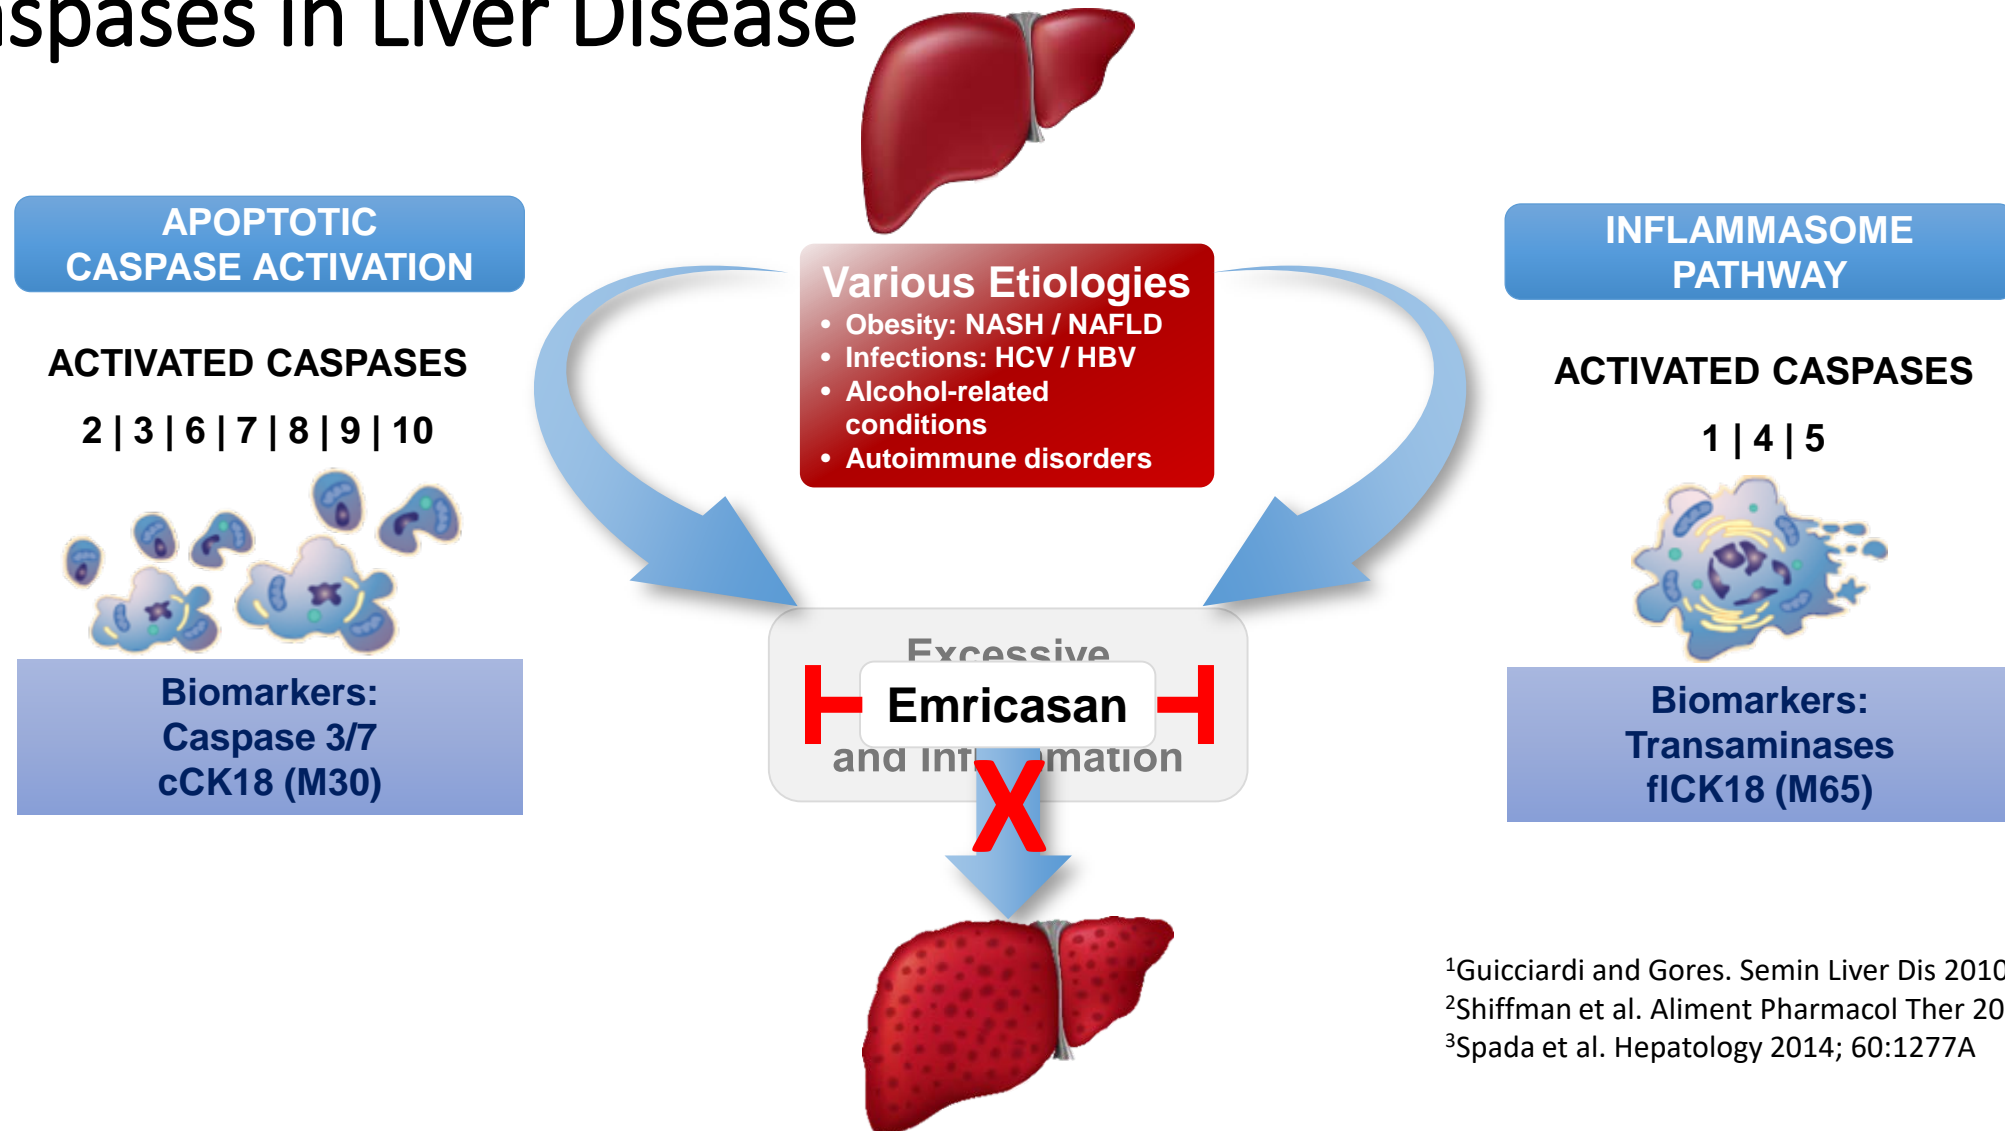 aspases in Liver Disease
APOPTOTIC
CASPASE ACTIVATION
ACTIVATED CASPASES
2 | 3 | 6 | 7 | 8 | 9 | 10
Biomarkers:
Caspase 3/7
cCK18 (M30)
Various Etiologies
• Obesity: NASH / NAFLD
• Infections: HCV / HBV
• Alcohol-related
conditions
• Autoimmune disorders
Excessive
Emricasan
and
X
INFLAMMASOME
PATHWAY
ACTIVATED CASPASES
1 | 4 | 5
Biomarkers:
Transaminases
flCK18 (M65)
¹Guicciardi and Gores. Semin Liver Dis 2010
²Shiffman et al. Aliment Pharmacol Ther 20
³Spada et al. Hepatology 2014; 60:1277A